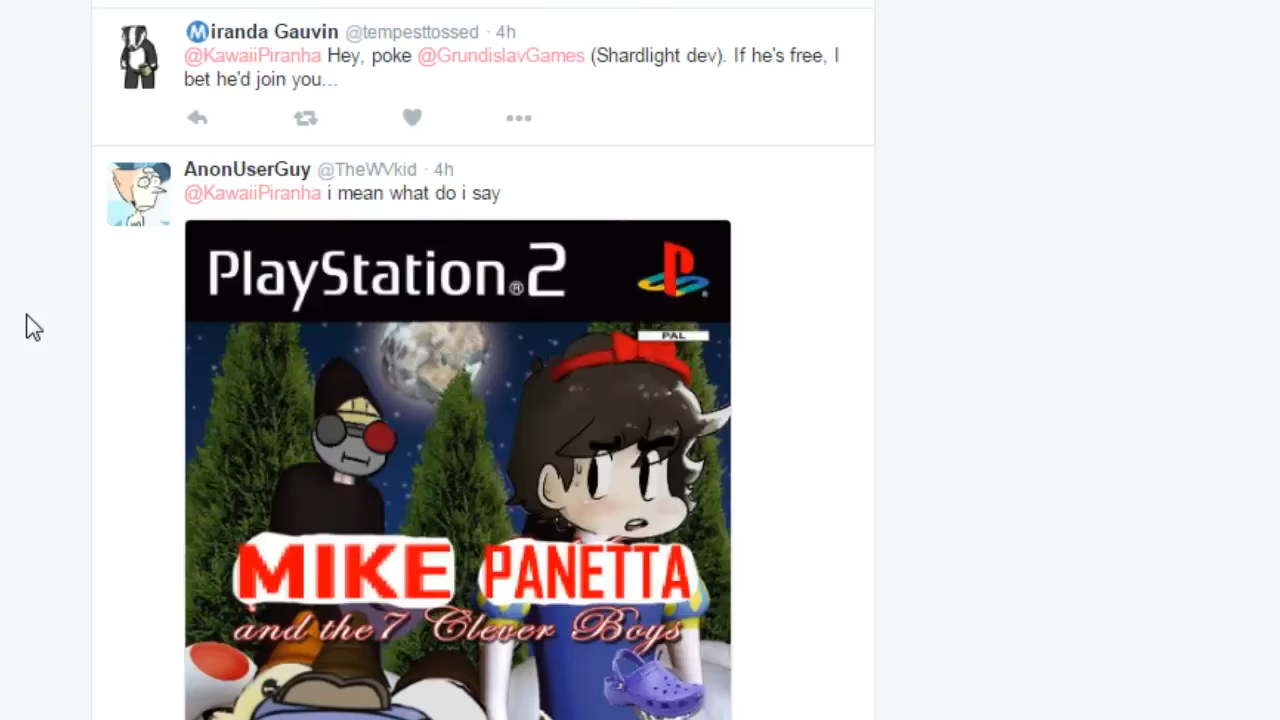 Miranda Gauvin @tempesttossed · 4h
@KawaiiPiranha Hey, poke @GrundislavGames (Shardlight dev). If he's free, I
bet he'd join you...
AnonUserGuy @TheWVkid · 4h
@KawaiiPiranha i mean what do i say
PlayStation®2
PAL
MIKE PANETTA
and the 7 Clever Boys